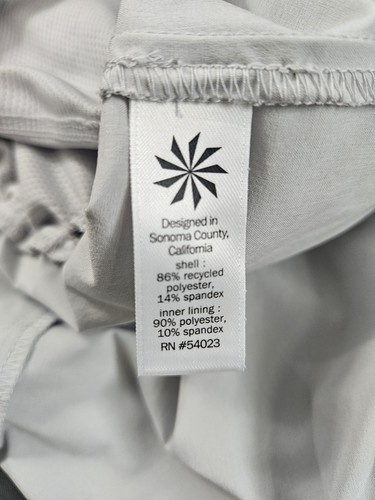 Designed in
Sonoma County,
California
shell :
86% recycled
polyester,
14% spandex
inner lining :
90% polyester,
10% spandex
RN #54023